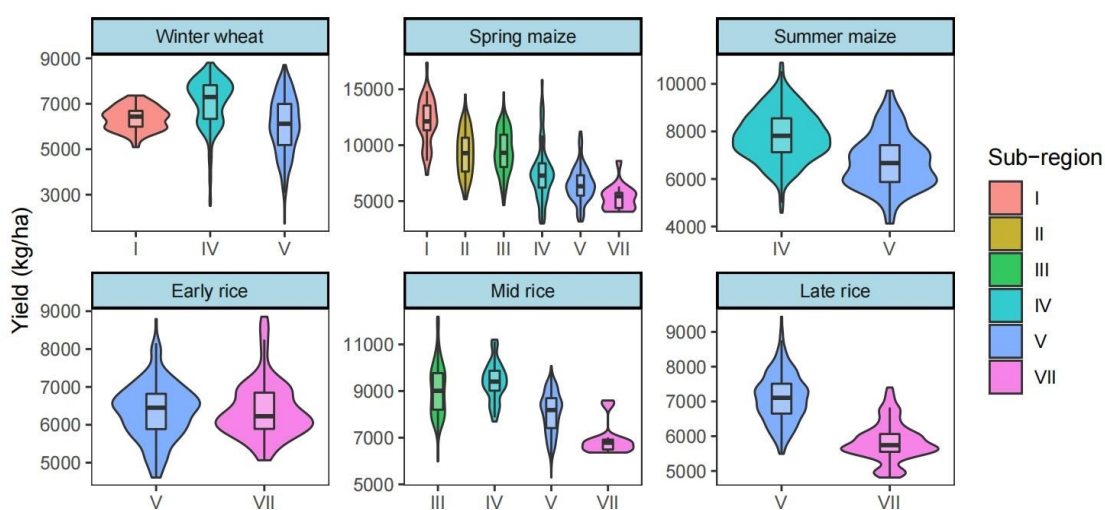 Winter wheat
Spring maize
Summer maize
9000
7000
5000
3000
I IV V
15000
10000
5000
I II III IV V VII
10000
8000
6000
4000
IV V
Yield (kg/ha)
Early rice
Mid rice
Late rice
9000
8000
7000
6000
5000
V VII
11000
9000
7000
5000
III IV V VII
9000
8000
7000
6000
5000
V VII
Sub-region
I
II
III
IV
V
VII